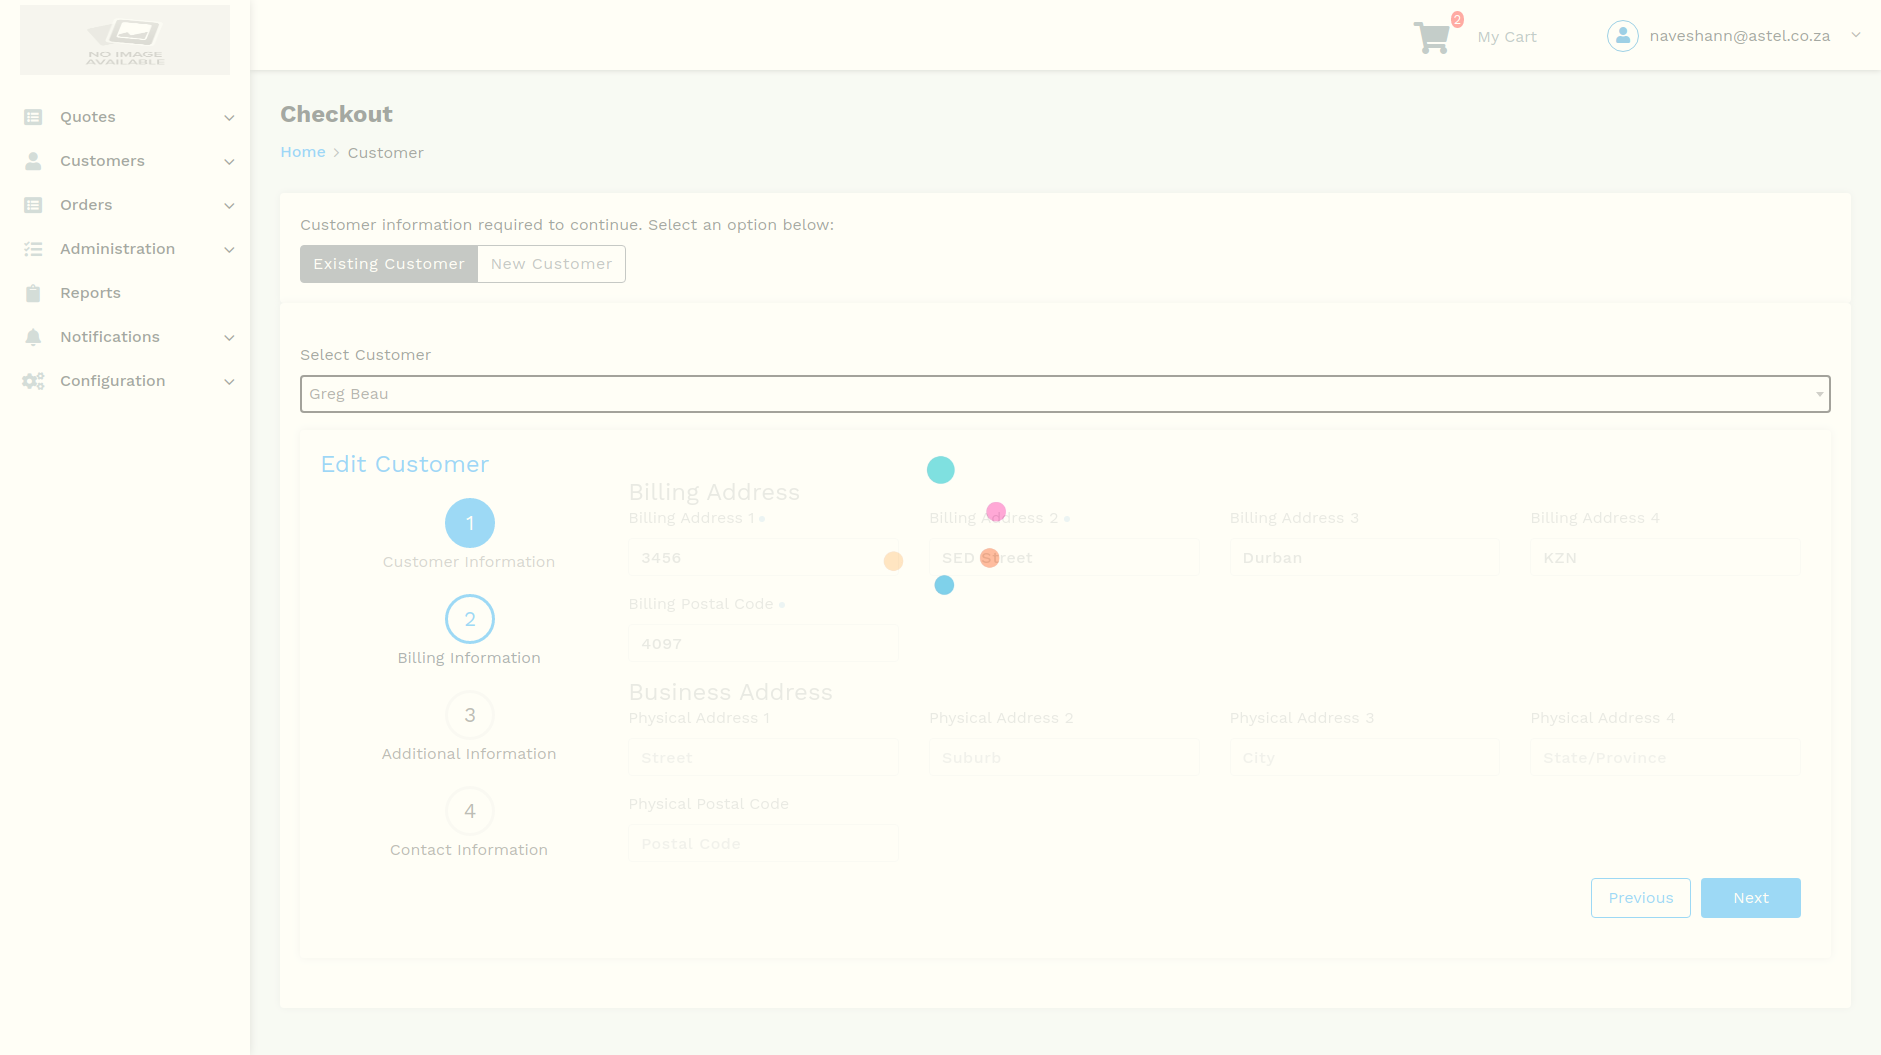 NO IMAGE
AVAILABLE
2
My Cart
naveshann@astel.co.za
Quotes
Customers
Orders
Administration
Reports
Notifications
Configuration
Checkout
Home > Customer
Customer information required to continue. Select an option below:
Existing Customer New Customer
Select Customer
Greg Beau
Edit Customer
1
Customer Information
2
Billing Information
3
Additional Information
4
Contact Information
Billing Address
Billing Address 1 Billing Address 2 Billing Address 3 Billing Address 4
3456 SED Street Durban KZN
Billing Postal Code
4097
Business Address
Physical Address 1 Physical Address 2 Physical Address 3 Physical Address 4
Street Suburb City State/Province
Physical Postal Code
Postal Code
Previous Next